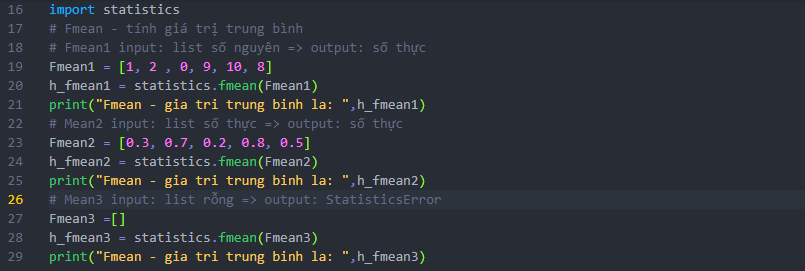 16 import statistics
17 # Fmean - tính giá trị trung bình
18 # Fmean1 input: list số nguyên => output: số thực
19 Fmean1 = [1, 2 , 0, 9, 10, 8]
20 h_fmean1 = statistics.fmean(Fmean1)
21 print("Fmean - gia tri trung binh la: ",h_fmean1)
22 # Mean2 input: list số thực => output: số thực
23 Fmean2 = [0.3, 0.7, 0.2, 0.8, 0.5]
24 h_fmean2 = statistics.fmean(Fmean2)
25 print("Fmean - gia tri trung binh la: ",h_fmean2)
26 # Mean3 input: list rỗng => output: StatisticsError
27 Fmean3 =[]
28 h_fmean3 = statistics.fmean(Fmean3)
29 print("Fmean - gia tri trung binh la: ",h_fmean3)